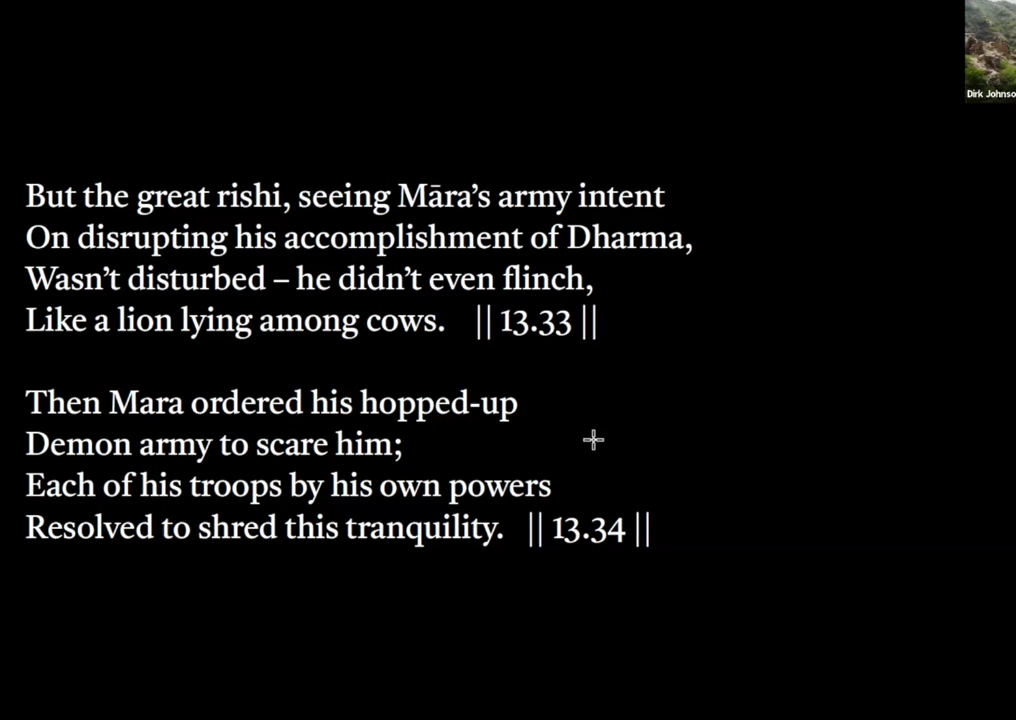 Dirk Johnso
But the great rishi, seeing Māra’s army intent
On disrupting his accomplishment of Dharma,
Wasn’t disturbed – he didn’t even flinch,
Like a lion lying among cows. || 13.33 ||
Then Mara ordered his hopped-up
Demon army to scare him;
Each of his troops by his own powers
Resolved to shred this tranquility. || 13.34 ||